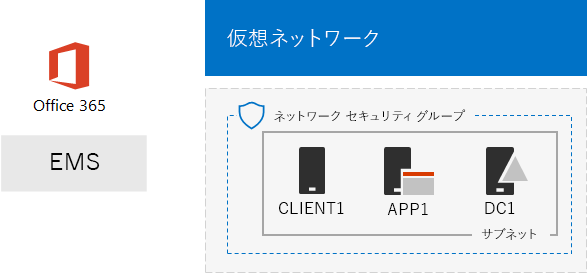 仮想ネットワーク
Office 365
EMS
ネットワーク セキュリティ グループ
CLIENT1
APP1
DC1
サブネット